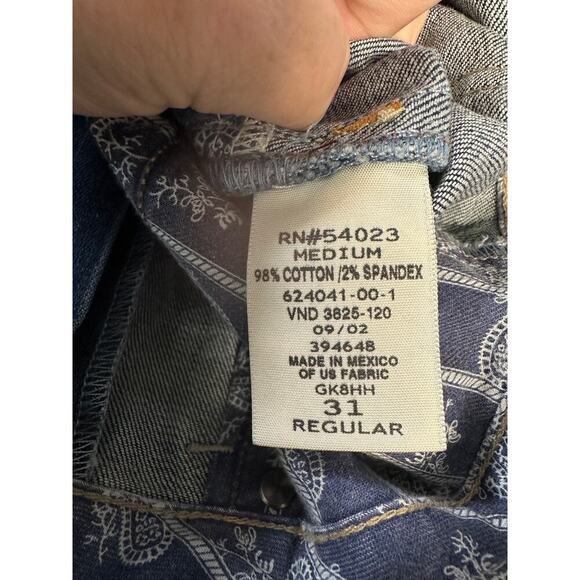 RN#54023
MEDIUM
98% COTTON /2% SPANDEX
624041-00-1
VND 3625-120
09/02
394648
MADE IN MEXICO
OF US FABRIC
GK8HH
31
REGULAR